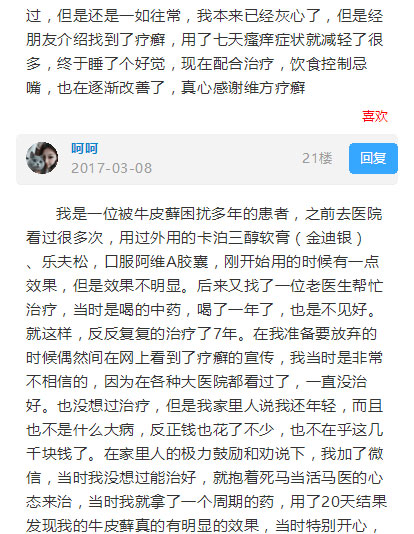 过，但是还是一如往常，我本来已经灰心了，但是经
朋友介绍找到了疗癣，用了七天瘙痒症状就减轻了很
多，终于睡了个好觉，现在配合治疗，饮食控制忌
嘴，也在逐渐改善了，真心感谢维方疗癣
喜欢
呵呵
2017-03-08
21楼
回复
我是一位被牛皮藓困扰多年的患者，之前去医院
看过很多次，用过外用的卡泊三醇软膏（金迪银）
、乐夫松，口服阿维A胶囊，刚开始用的时候有一点
效果，但是效果不明显。后来又找了一位老医生帮忙
治疗，当时是喝的中药，喝了一年了，也是不见好。
就这样，反反复复的治疗了7年。在我准备要放弃的
时候偶然间在网上看到了疗癣的宣传，我当时是非常
不相信的，因为在各种大医院都看过了，一直没治
好。也没想过治疗，但是我家里人说我还年轻，而且
也不是什么大病，反正钱也花了不少，也不在乎这几
千块钱了。在家里人的极力鼓励和劝说下，我加了微
信，当时我没想过能治好，就抱着死马当活马医的心
态来治，当时我就拿了一个周期的药，用了20天结果
发现我的牛皮藓真的有明显的效果，当时特别开心，